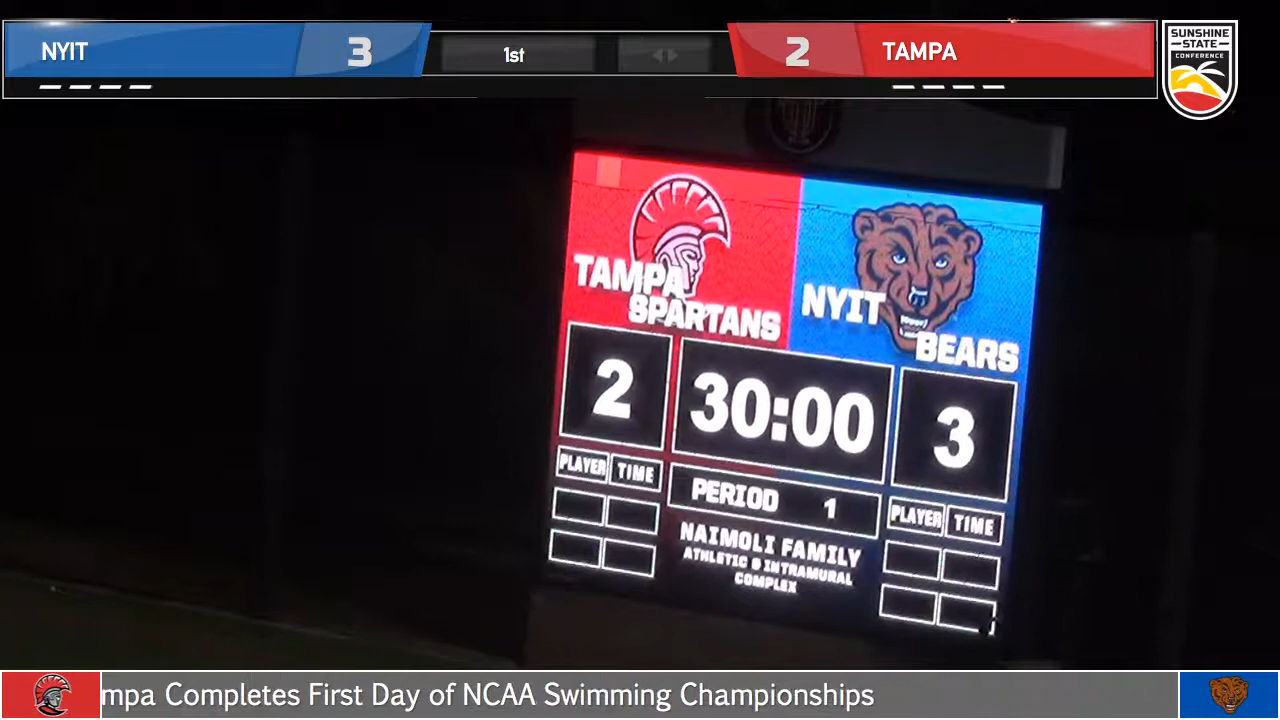 NYIT 3 1st 2 TAMPA
SUNSHINE
STATE
CONFERENCE
TAMPA
SPARTANS
NYIT
BEARS
2 30:00 3
PLAYER TIME
PERIOD 1
PLAYER TIME
NAIMOLI FAMILY
ATHLETIC & INTRAMURAL
COMPLEX
mpa Completes First Day of NCAA Swimming Championships